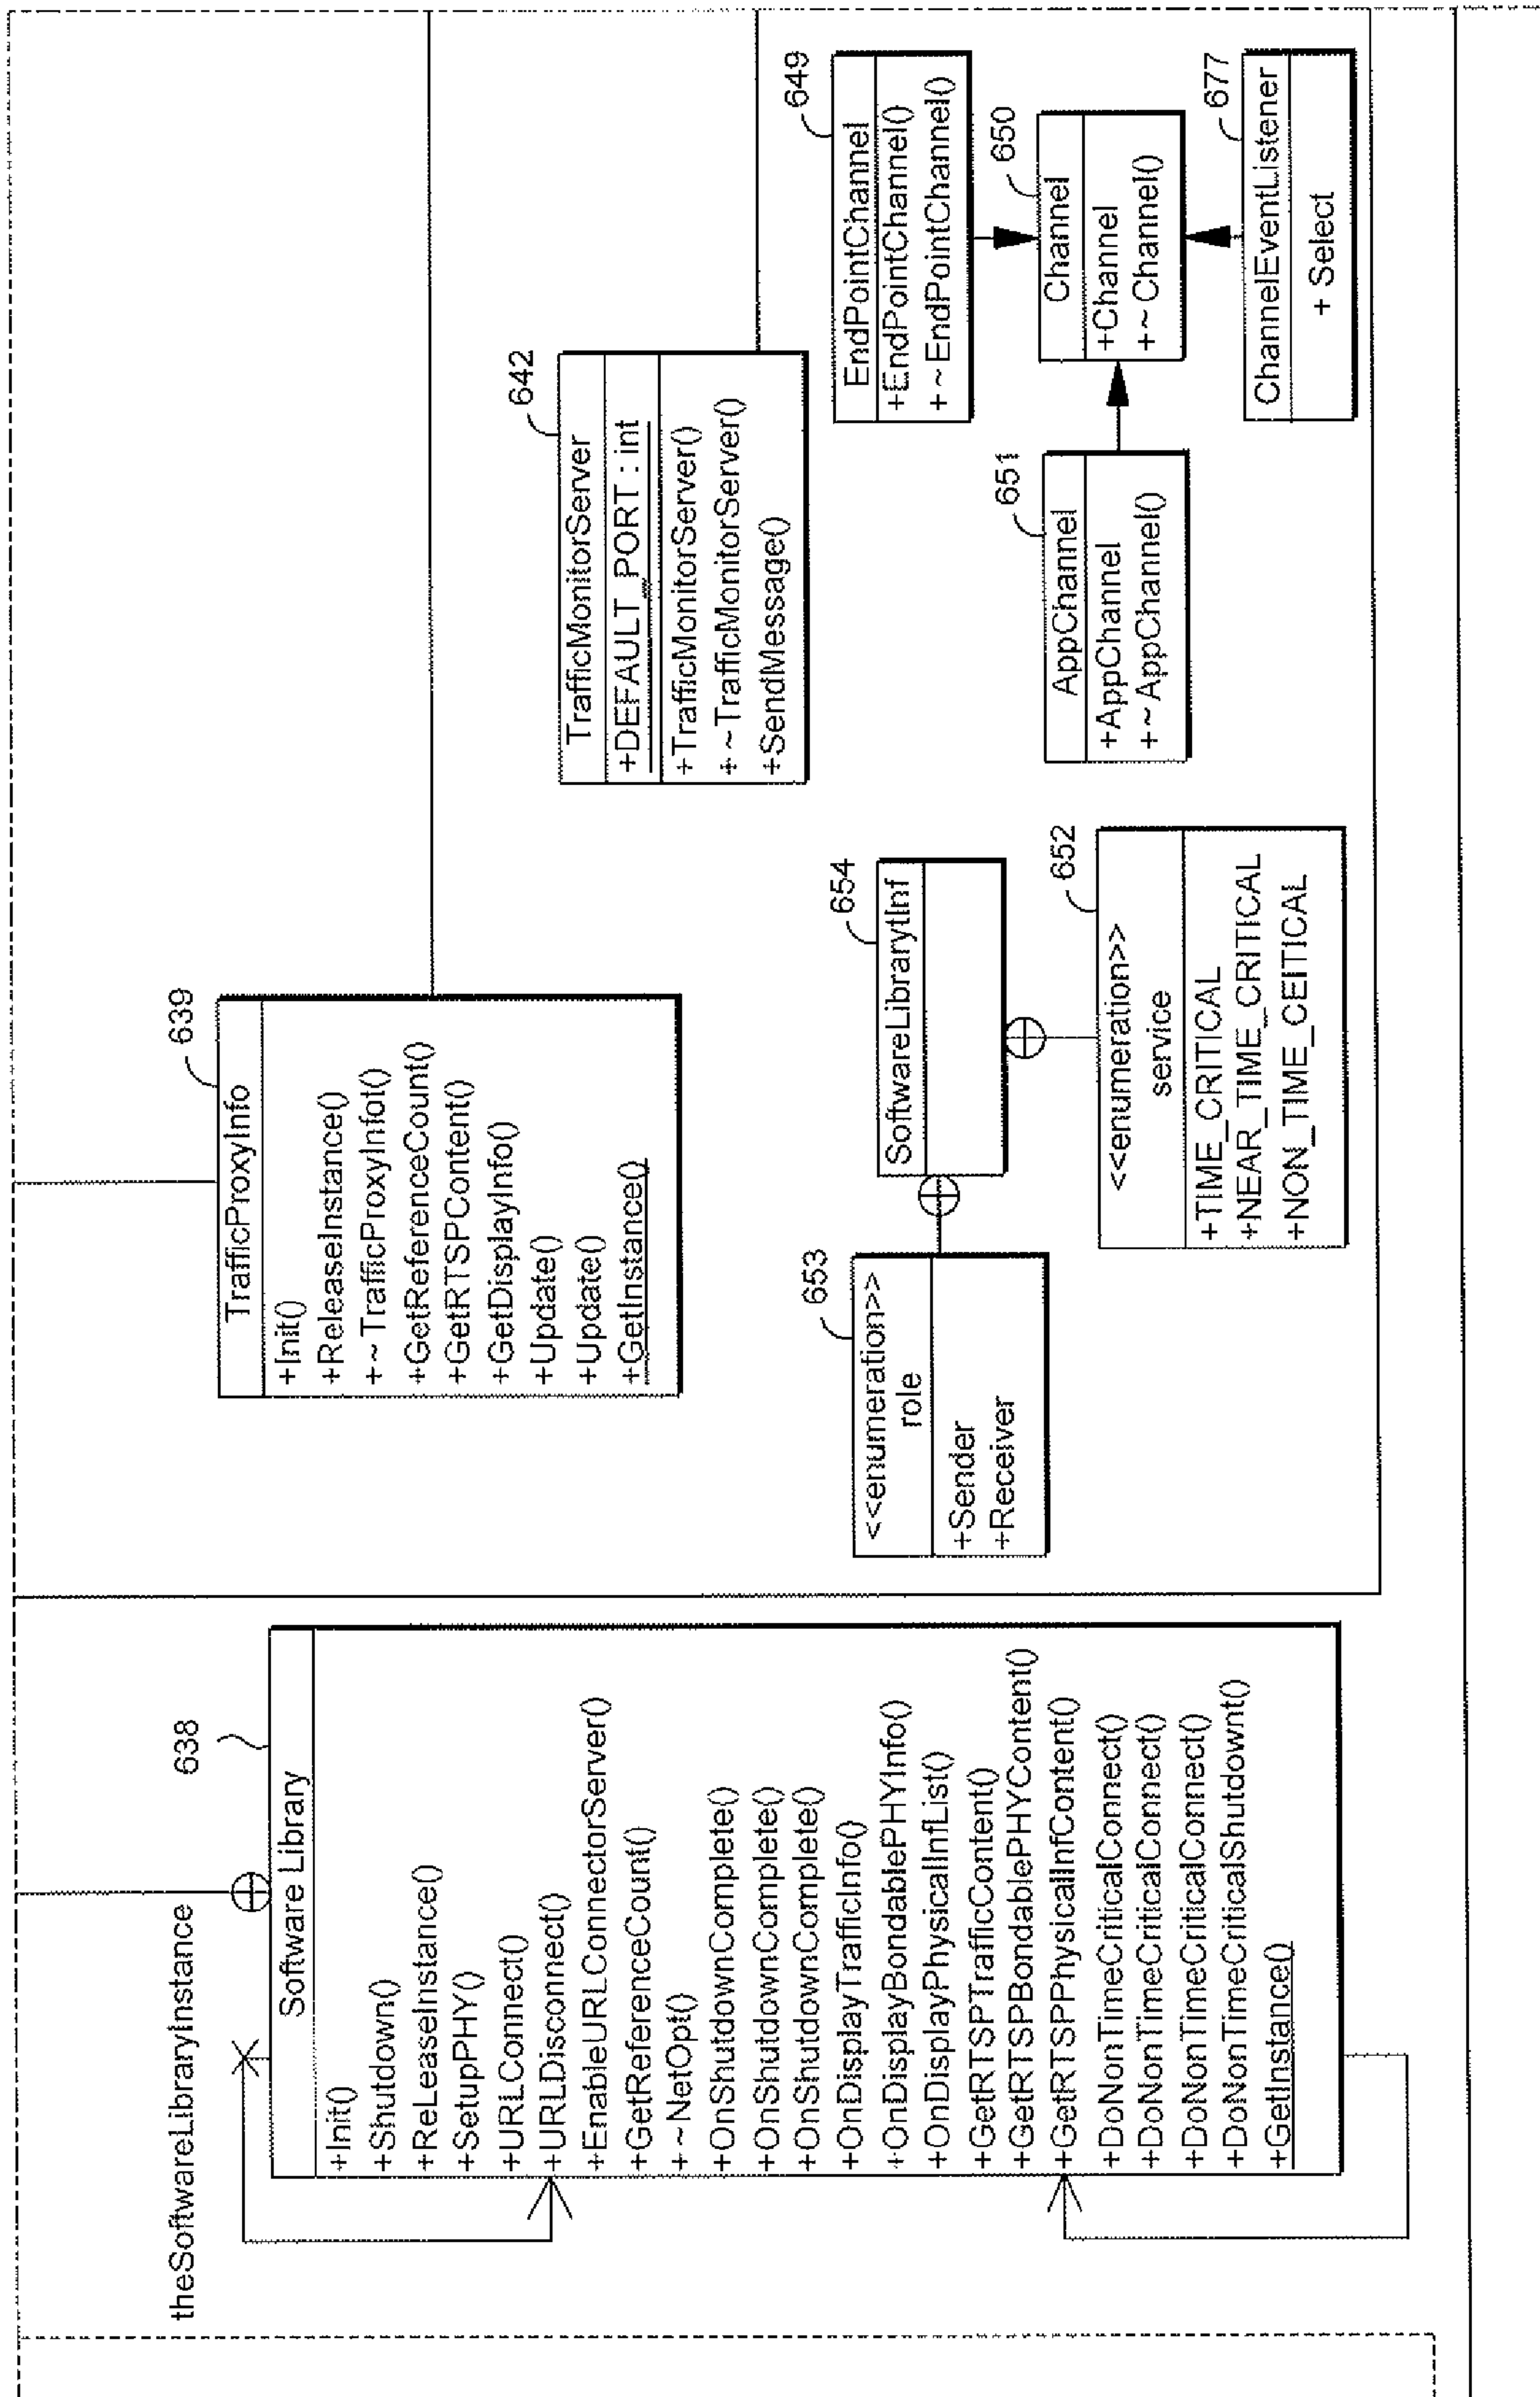 theSoftwareLibraryInstance
638
Software Library
+Init()
+Shutdown()
+ReLeaseInstance()
+SetupPHY()
+URLConnect()
+URLDisconnect()
+EnableURLConnectorServer()
+GetReferenceCount()
+~NetOpt()
+OnShutdownComplete()
+OnShutdownComplete()
+OnShutdownComplete()
+OnDisplayTrafficInfo()
+OnDisplayBondablePHYInfo()
+OnDisplayPhysicalInfList()
+GetRTSPTrafficContent()
+GetRTSPBondablePHYContent()
+GetRTSPPhysicalInfContent()
+DoNonTimeCriticalConnect()
+DoNonTimeCriticalConnect()
+DoNonTimeCriticalConnect()
+DoNonTimeCriticalShutdownt()
+GetInstance()
639
TrafficProxyInfo
+Init()
+ReleaseInstance()
+~TrafficProxyInfot()
+GetReferenceCount()
+GetRTSPContent()
+GetDisplayInfo()
+Update()
+Update()
+GetInstance()
642
TrafficMonitorServer
+DEFAULT_PORT : int
+TrafficMonitorServer()
+~TrafficMonitorServer()
+SendMessage()
653
<<enumeration>>
role
+Sender
+Receiver
654
SoftwareLibrarytInf
652
<<enumeration>>
service
+TIME_CRITICAL
+NEAR_TIME_CRITICAL
+NON_TIME_CEITICAL
649
EndPointChannel
+EndPointChannel()
+~EndPointChannel()
651
AppChannel
+AppChannel
+~AppChannel()
650
Channel
+Channel
+~Channel()
677
ChannelEventListener
+ Select